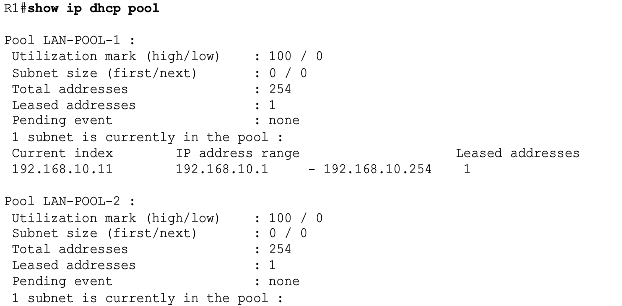 R1#show ip dhcp pool
Pool LAN-POOL-1 :
Utilization mark (high/low) : 100 / 0
Subnet size (first/next) : 0 / 0
Total addresses : 254
Leased addresses : 1
Pending event : none
1 subnet is currently in the pool :
Current index IP address range Leased addresses
192.168.10.11 192.168.10.1 - 192.168.10.254 1
Pool LAN-POOL-2 :
Utilization mark (high/low) : 100 / 0
Subnet size (first/next) : 0 / 0
Total addresses : 254
Leased addresses : 1
Pending event : none
1 subnet is currently in the pool :